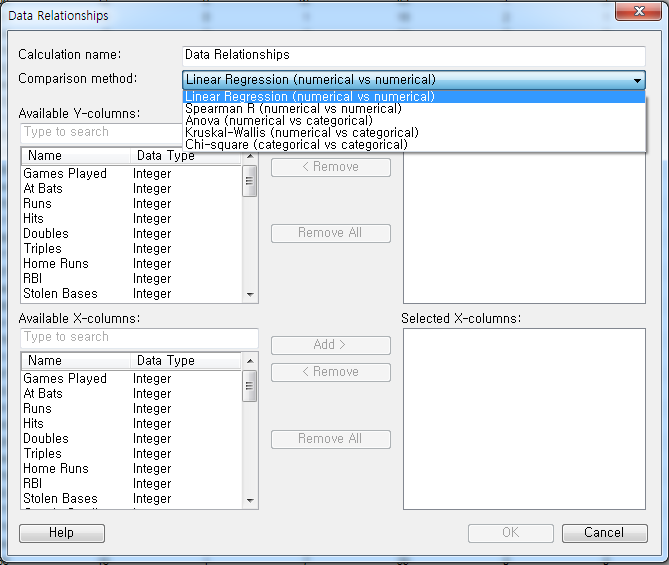 Data Relationships
Calculation name: Data Relationships
Comparison method: Linear Regression (numerical vs numerical)
Linear Regression (numerical vs numerical)
Spearman R (numerical vs numerical)
Anova (numerical vs categorical)
Kruskal-Wallis (numerical vs categorical)
Chi-square (categorical vs categorical)
Available Y-columns:
Type to search
Name Data Type
Games Played Integer
At Bats Integer
Runs Integer
Hits Integer
Doubles Integer
Triples Integer
Home Runs Integer
RBI Integer
Stolen Bases Integer
< Remove
Remove All
Available X-columns:
Type to search
Name Data Type
Games Played Integer
At Bats Integer
Runs Integer
Hits Integer
Doubles Integer
Triples Integer
Home Runs Integer
RBI Integer
Stolen Bases Integer
Add >
< Remove
Remove All
Selected X-columns:
Help
OK
Cancel